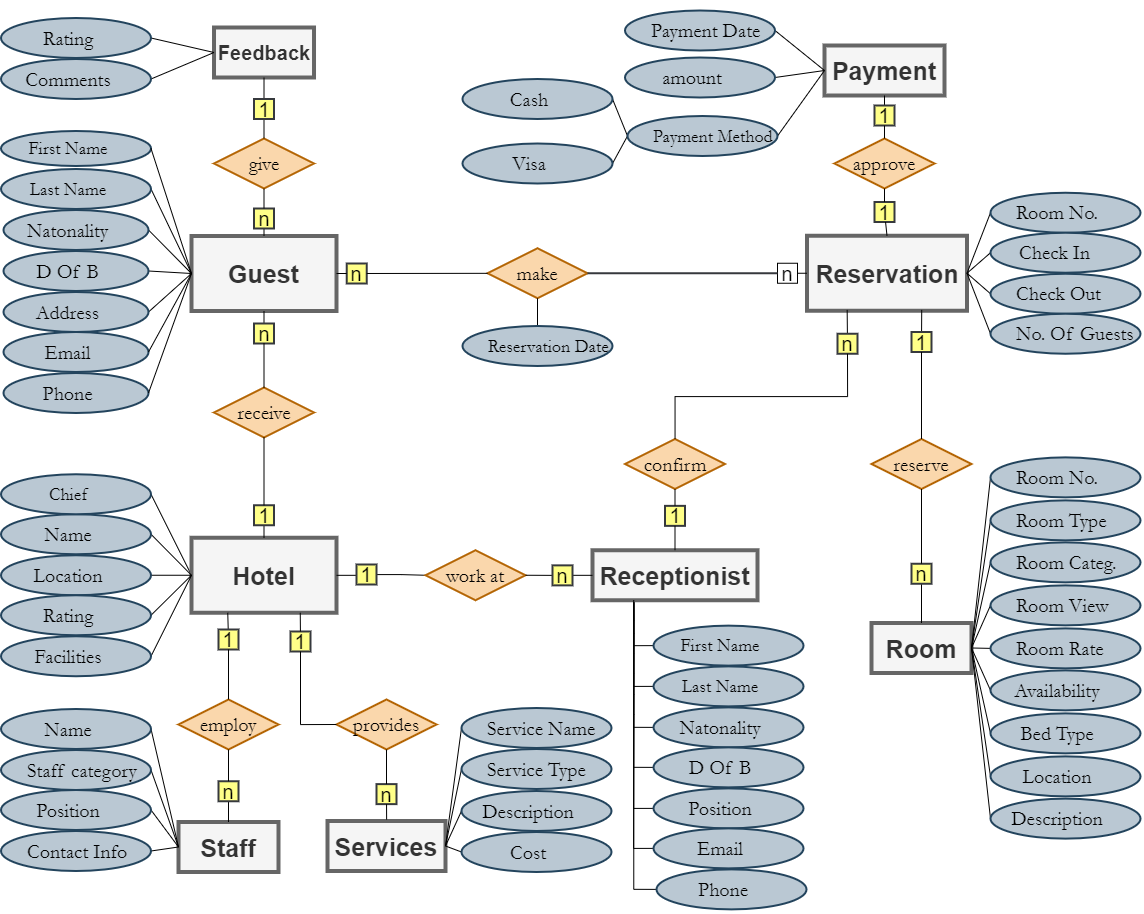 Feedback
Rating
Comments
1
give
n
First Name
Last Name
Natonality
D Of B
Address
Email
Phone
Guest
n
make
n
Reservation Date
Payment Date
amount
Payment Method
Cash
Visa
Payment
1
approve
1
Reservation
Room No.
Check In
Check Out
No. Of Guests
n
receive
1
n
confirm
1
1
reserve
n
Chief
Name
Location
Rating
Facilities
Hotel
1
work at
n
Receptionist
First Name
Last Name
Natonality
D Of B
Position
Email
Phone
Room
Room No.
Room Type
Room Categ.
Room View
Room Rate
Availability
Bed Type
Location
Description
1
employ
n
1
provides
n
Name
Staff category
Position
Contact Info
Staff
Services
Service Name
Service Type
Description
Cost